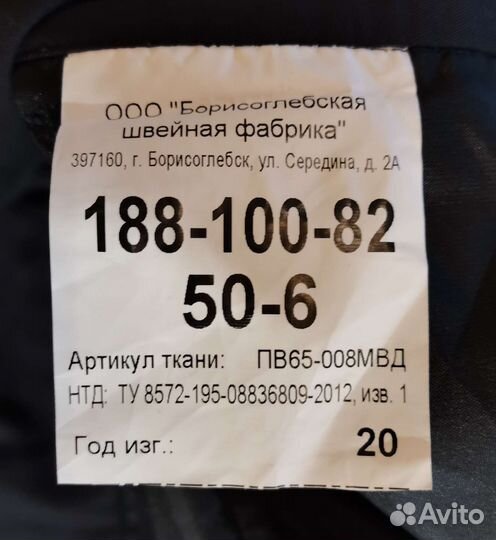 ООО "Борисоглебская
швейная фабрика"
397160, г. Борисоглебск, ул. Середина, д. 2А
188-100-82
50-6
Артикул ткани: ПВ65-008МВД
НТД: ТУ 8572-195-08836809-2012, изв. 1
Год изг.: 20
Avito